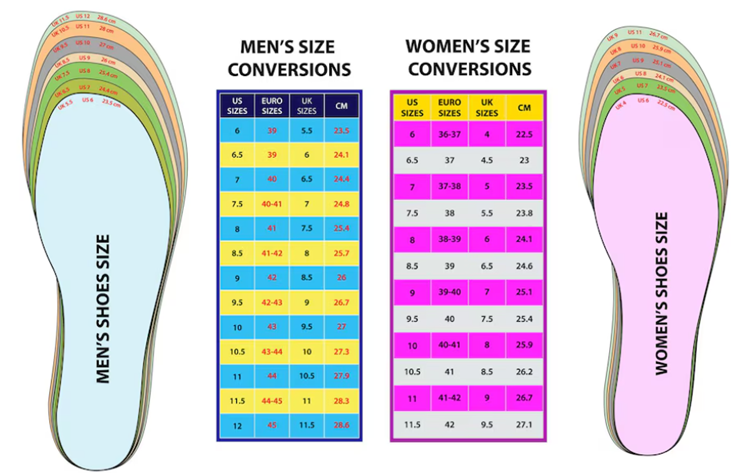 UK 11.5 US 12 28.6 cm
UK 10.5 US 11 28 cm
UK 9.5 US 10 27 cm
UK 8.5 US 9 26 cm
UK 7.5 US 8 25.4 cm
UK 6.5 US 7 24.4 cm
UK 5.5 US 6 23.5 cm
MEN'S SHOES SIZE
MEN'S SIZE
CONVERSIONS
US SIZES EURO SIZES UK SIZES CM
6 39 5.5 23.5
6.5 39 6 24.1
7 40 6.5 24.4
7.5 40-41 7 24.8
8 41 7.5 25.4
8.5 41-42 8 25.7
9 42 8.5 26
9.5 42-43 9 26.7
10 43 9.5 27
10.5 43-44 10 27.3
11 44 10.5 27.9
11.5 44-45 11 28.3
12 45 11.5 28.6
WOMEN'S SIZE
CONVERSIONS
US SIZES EURO SIZES UK SIZES CM
6 36-37 4 22.5
6.5 37 4.5 23
7 37-38 5 23.5
7.5 38 5.5 23.8
8 38-39 6 24.1
8.5 39 6.5 24.6
9 39-40 7 25.1
9.5 40 7.5 25.4
10 40-41 8 25.9
10.5 41 8.5 26.2
11 41-42 9 26.7
11.5 42 9.5 27.1
UK 9 US 11 26.7 cm
UK 8 US 10 25.9 cm
UK 7 US 9 25.1 cm
UK 6 US 8 24.1 cm
UK 5 US 7 23.5 cm
UK 4 US 6 22.5 cm
WOMEN'S SHOES SIZE